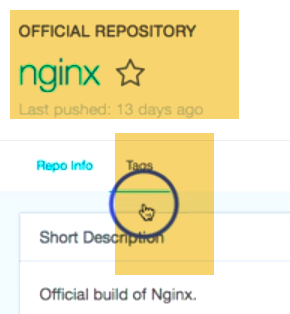 OFFICIAL REPOSITORY
nginx
Last pushed: 13 days ago
Repo Info Tags
Short Description
Official build of Nginx.